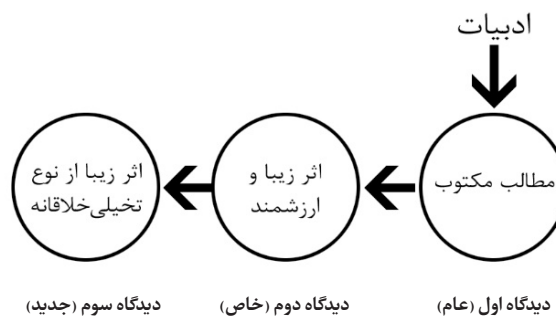 ادبیات
مطالب مکتوب
اثر زیبا و
ارزشمند
اثر زیبا از نوع
تخیلی‌خلاقانه
دیدگاه اول (عام)
دیدگاه دوم (خاص)
دیدگاه سوم (جدید)